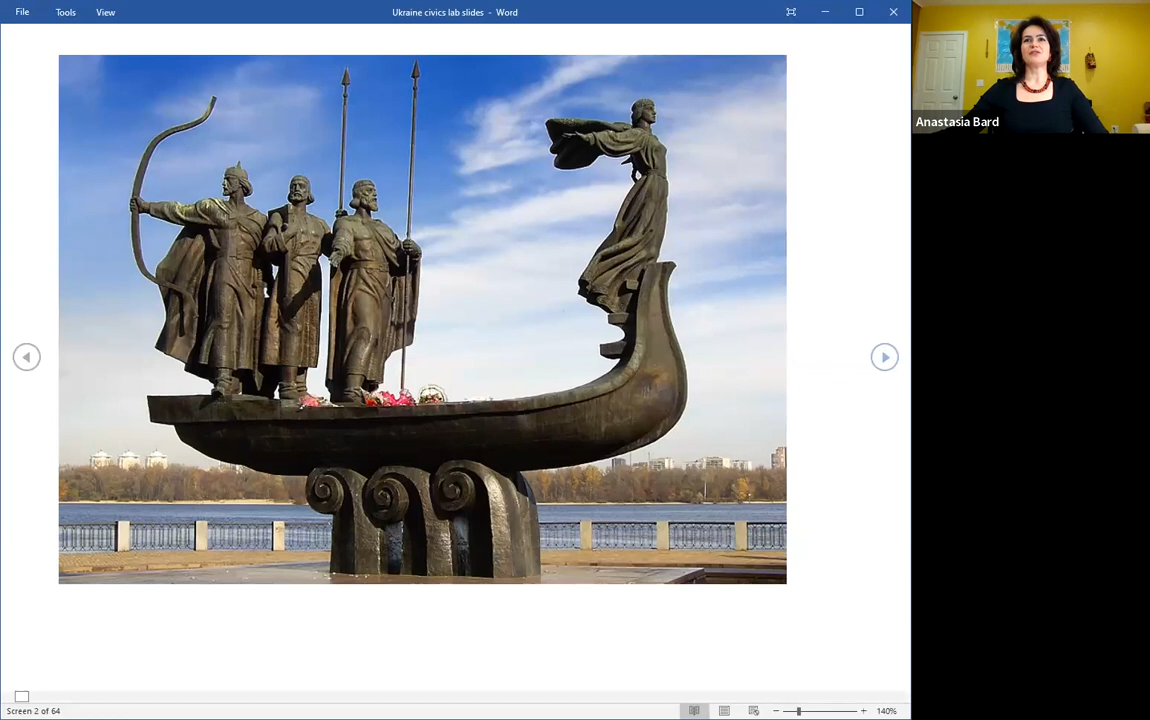 File Tools View Ukraine civics lab slides - Word
Anastasia Bard
Screen 2 of 64 140%